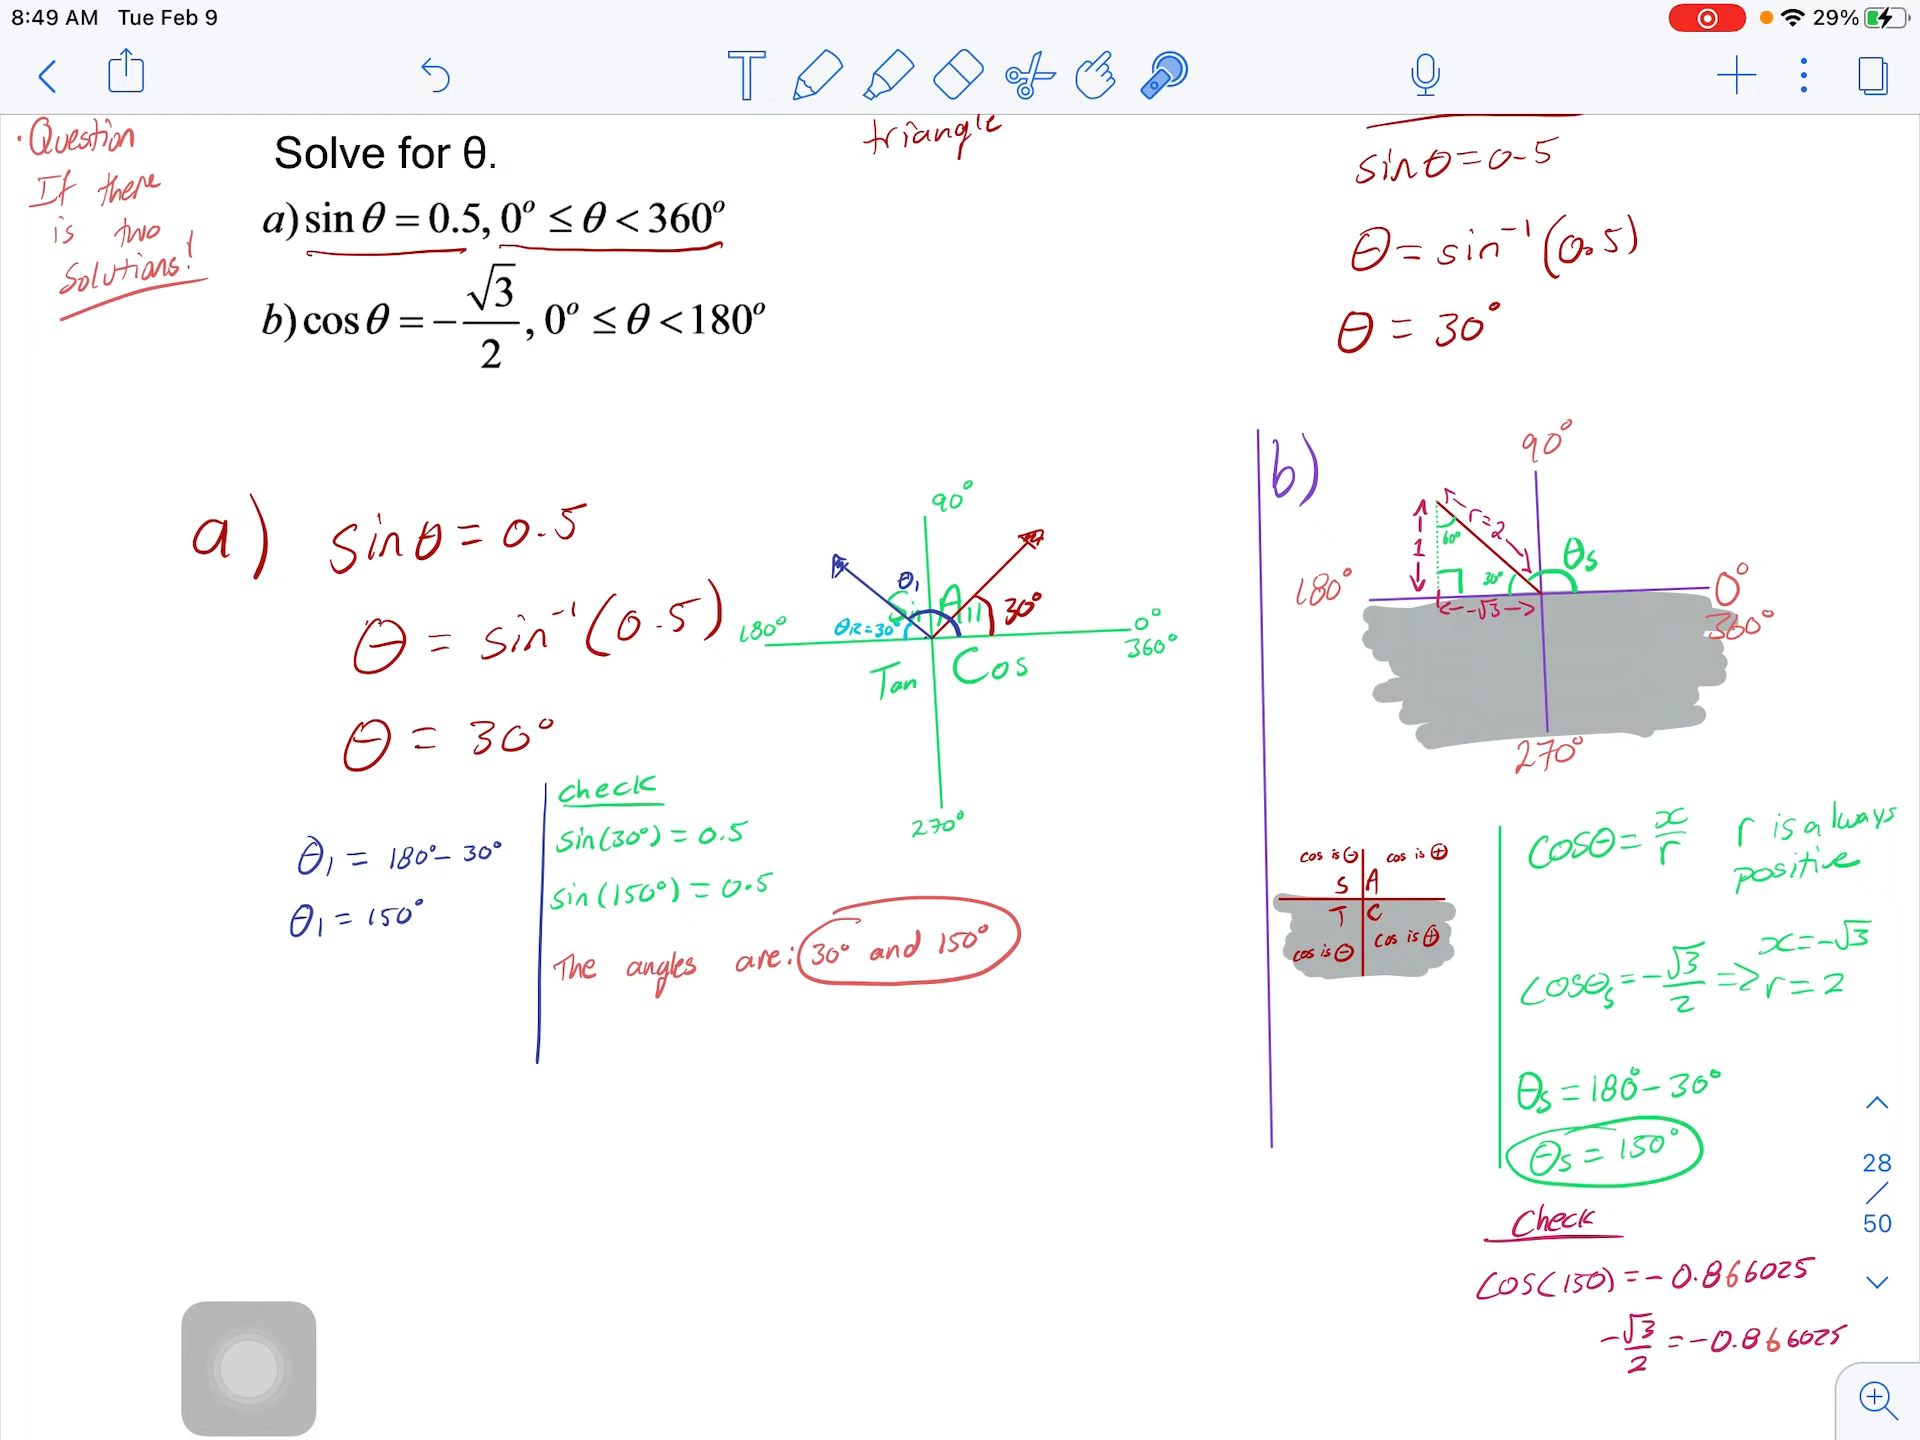 8:49 AM Tue Feb 9
29%
T
· Question
If there
is two
Solutions!
Solve for θ.
a) sin θ = 0.5, 0° ≤ θ < 360°
b) cos θ = -√3/2, 0° ≤ θ < 180°
triangle
sin θ = 0.5
θ = sin⁻¹(0.5)
θ = 30°
a) sin θ = 0.5
θ = sin⁻¹(0.5)
θ = 30°
θ₁ = 180° - 30°
θ₁ = 150°
90°
θ₁
Sin All
30°
180°
θR = 30°
0°
360°
Tan Cos
270°
check
sin(30°) = 0.5
sin(150°) = 0.5
The angles are: 30° and 150°
b)
90°
r = 2
1
60°
30°
θs
180°
-√3
0°
360°
270°
cos is ⊖ cos is ⊕
S A
T C
cos is ⊖ cos is ⊕
cos θ = x/r r is always
positive
cos θs = -√3/2 => x = -√3
r = 2
θs = 180° - 30°
θs = 150°
Check
cos(150) = -0.866025
-√3/2 = -0.866025
28
/
50